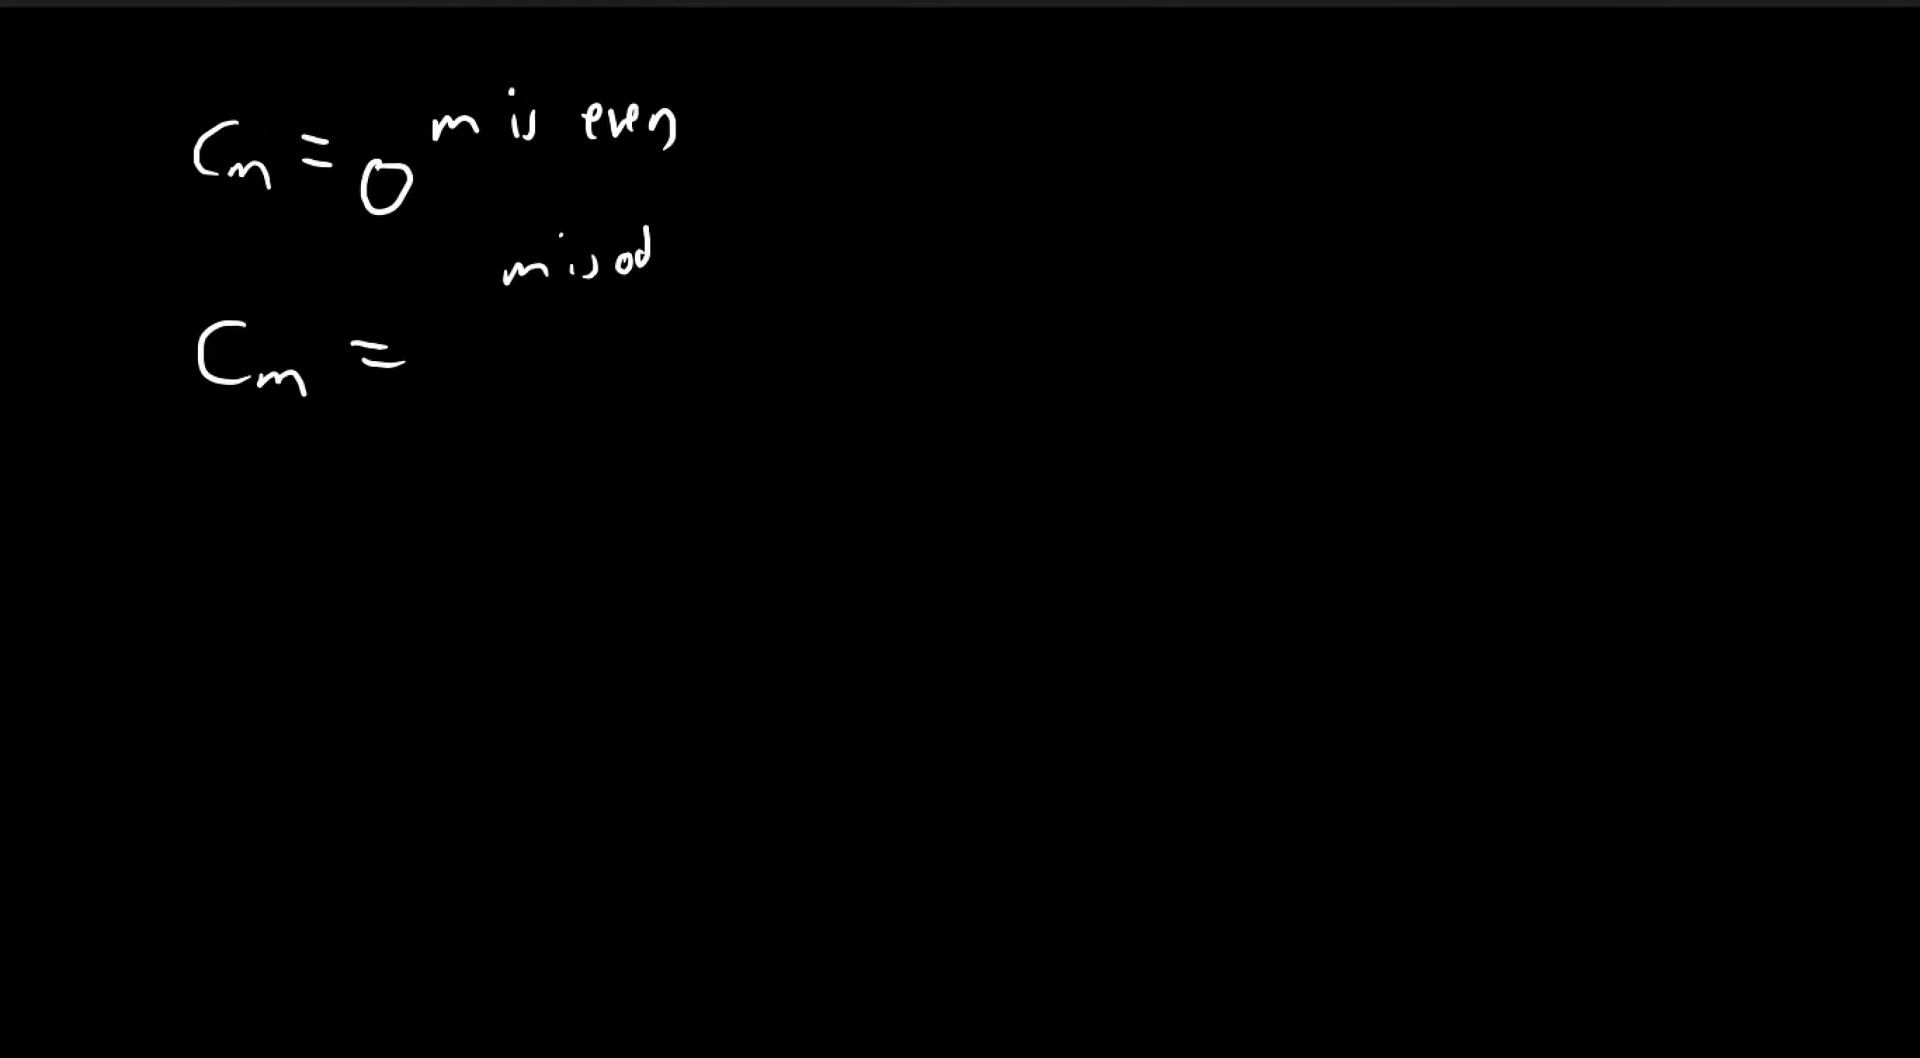 Cm = 0 m is even
m is od
Cm =